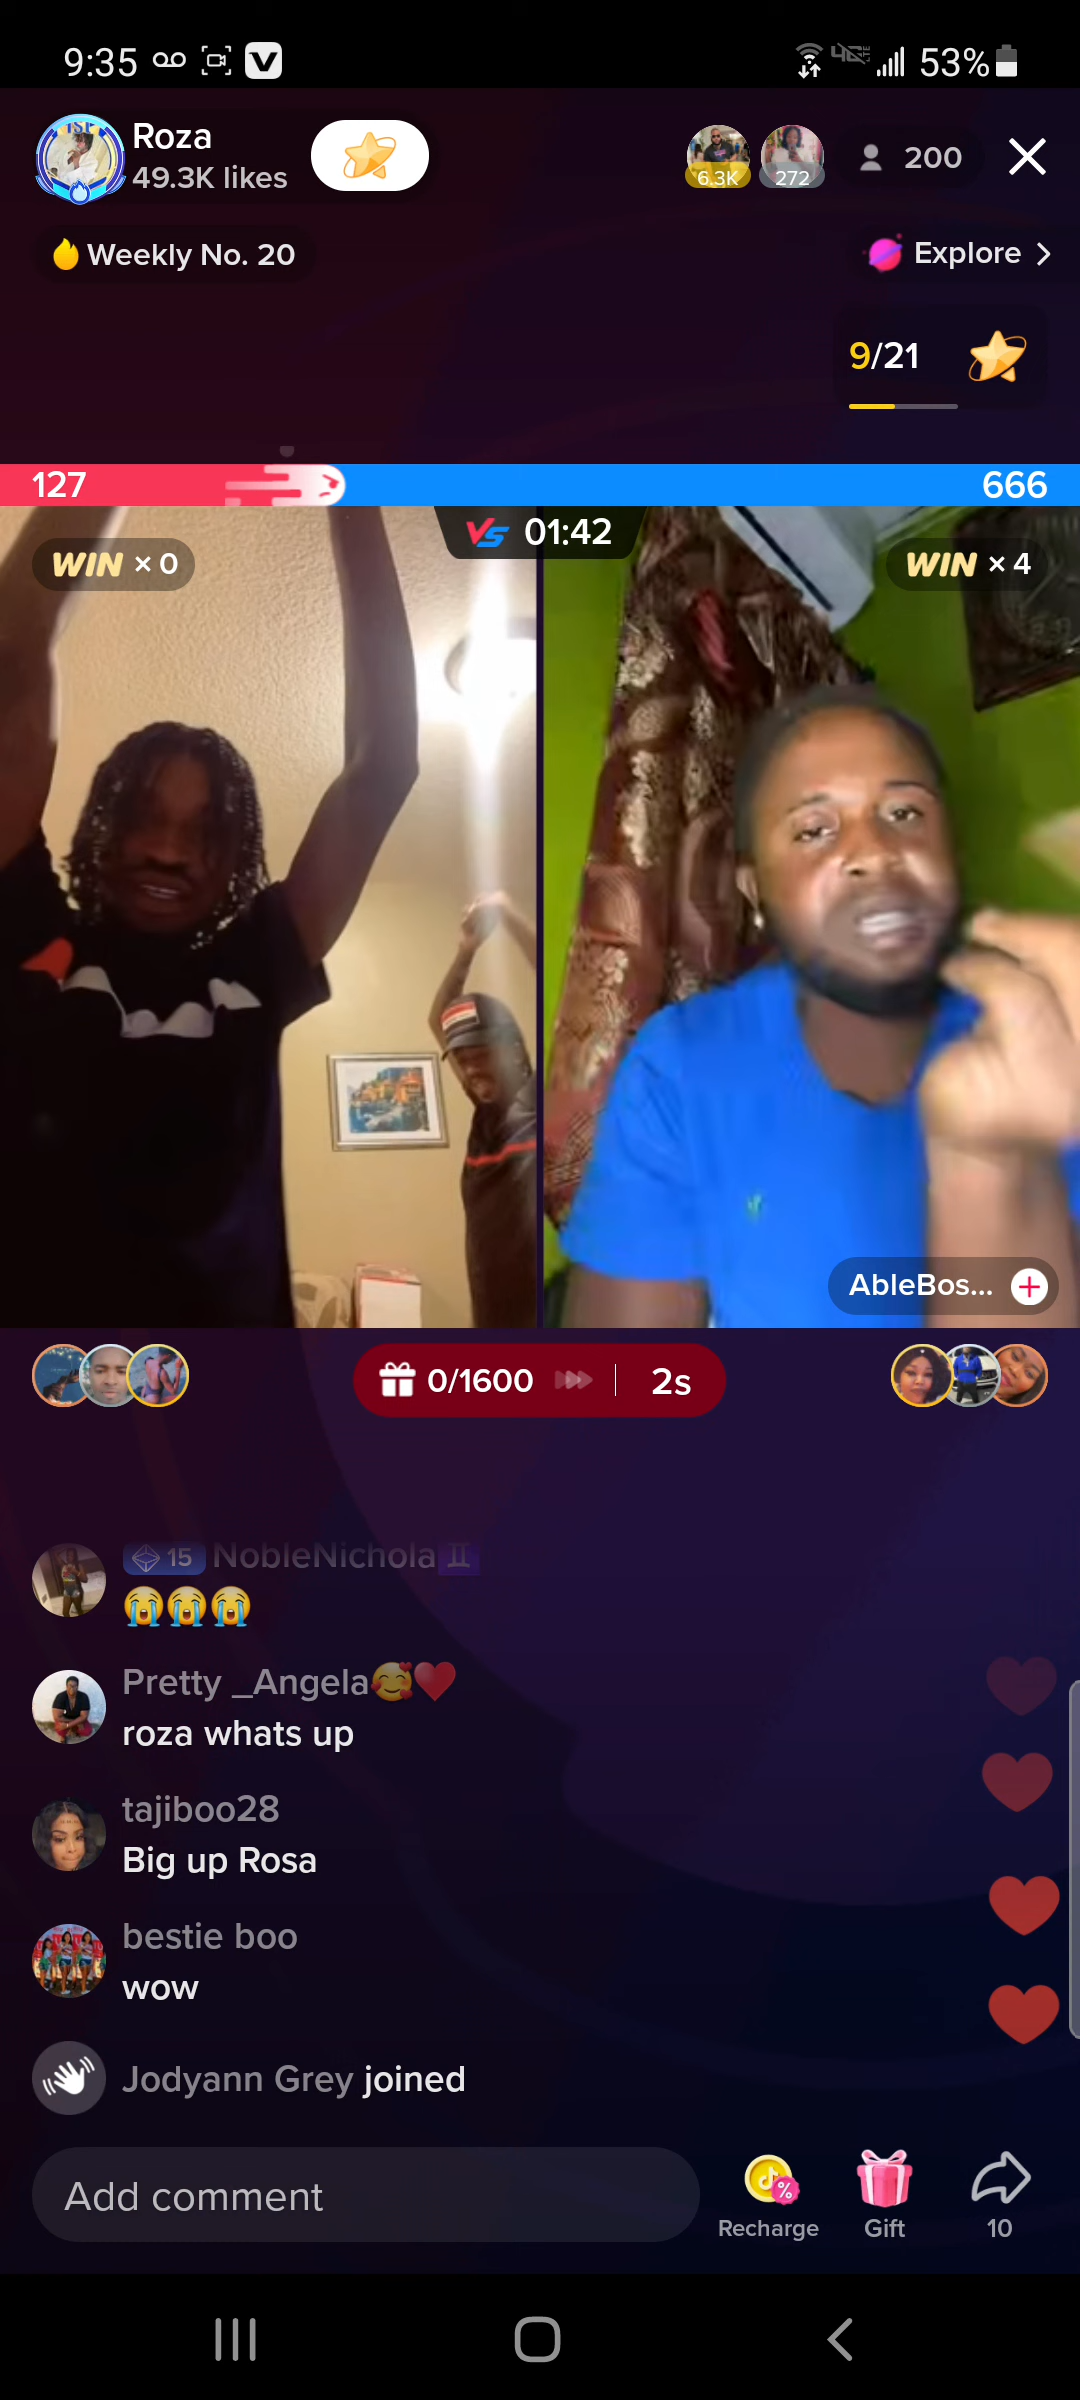 9:35
53%
Roza
49.3K likes
6.3K
272
200
Weekly No. 20
Explore
9/21
127
666
VS 01:42
WIN × 0
WIN × 4
AbleBos...
0/1600
2s
15 NobleNichola♊
😭😭😭
Pretty _Angela🥰❤️
roza whats up
tajiboo28
Big up Rosa
bestie boo
wow
Jodyann Grey joined
Add comment
Recharge
Gift
10